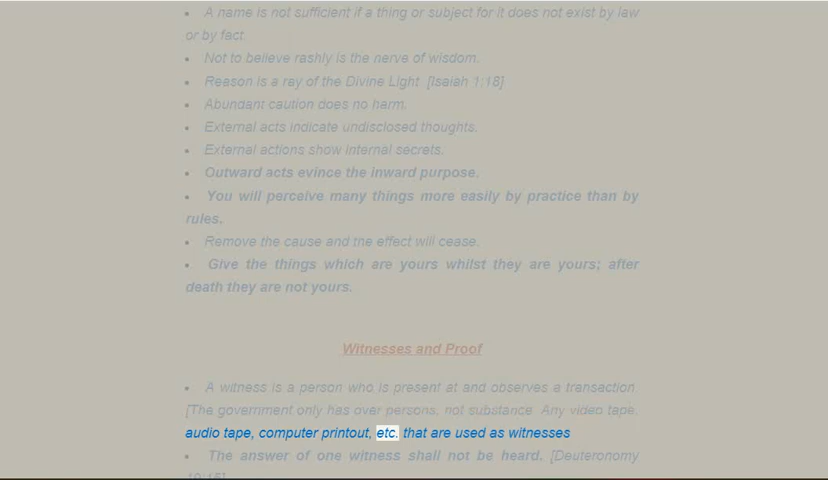 • A name is not sufficient if a thing or subject for it does not exist by law
or by fact.
• Not to believe rashly is the nerve of wisdom.
• Reason is a ray of the Divine Light. [Isaiah 1:18]
• Abundant caution does no harm.
• External acts indicate undisclosed thoughts.
• External actions show internal secrets.
• Outward acts evince the inward purpose.
• You will perceive many things more easily by practice than by
rules.
• Remove the cause and the effect will cease.
• Give the things which are yours whilst they are yours; after
death they are not yours.
Witnesses and Proof
• A witness is a person who is present at and observes a transaction.
[The government only has over persons, not substance. Any video tape,
audio tape, computer printout, etc. that are used as witnesses
• The answer of one witness shall not be heard. [Deuteronomy
19:15]